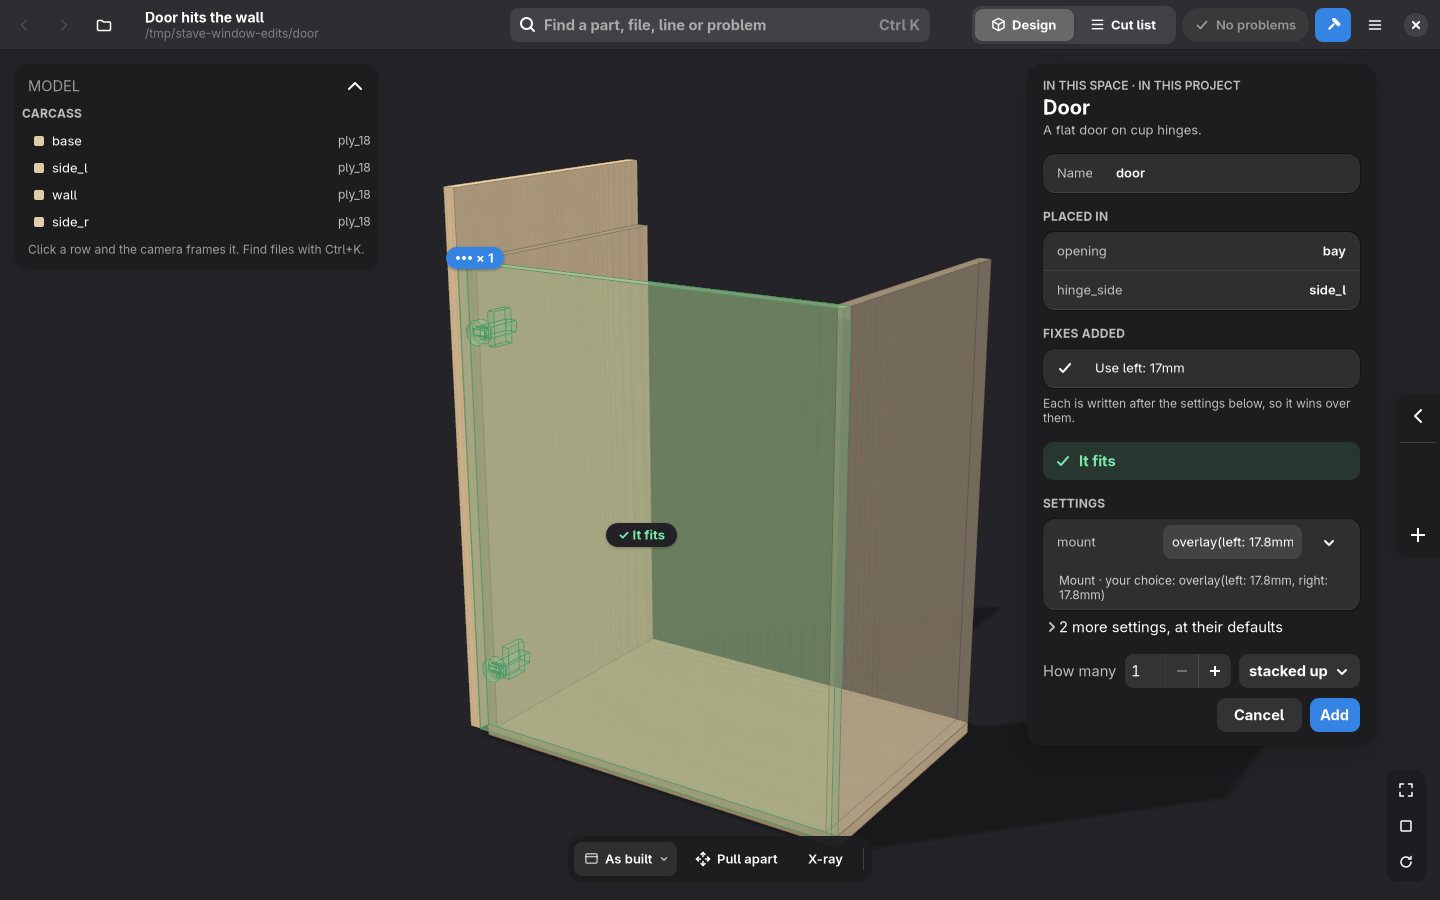 Door hits the wall
/tmp/stave-window-edits/door
Find a part, file, line or problem
Ctrl K
Design
Cut list
No problems
MODEL
CARCASS
base
ply_18
side_l
ply_18
wall
ply_18
side_r
ply_18
Click a row and the camera frames it. Find files with Ctrl+K.
••• × 1
It fits
IN THIS SPACE · IN THIS PROJECT
Door
A flat door on cup hinges.
Name
door
PLACED IN
opening
bay
hinge_side
side_l
FIXES ADDED
Use left: 17mm
Each is written after the settings below, so it wins over
them.
It fits
SETTINGS
mount
overlay(left: 17.8mm
Mount · your choice: overlay(left: 17.8mm, right:
17.8mm)
2 more settings, at their defaults
How many
1
stacked up
Cancel
Add
As built
Pull apart
X-ray